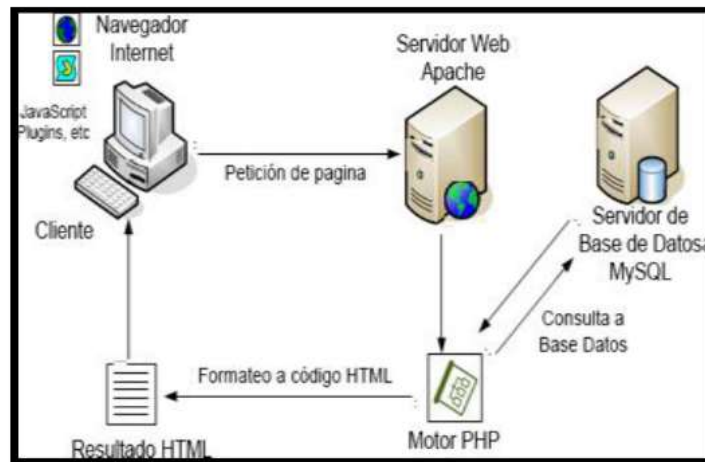 Navegador
Internet
JavaScript
Plugins, etc
Cliente
Petición de pagina
Servidor Web
Apache
Servidor de
Base de Datosa
MySQL
Consulta a
Base Datos
Formateo a código HTML
Motor PHP
Resultado HTML